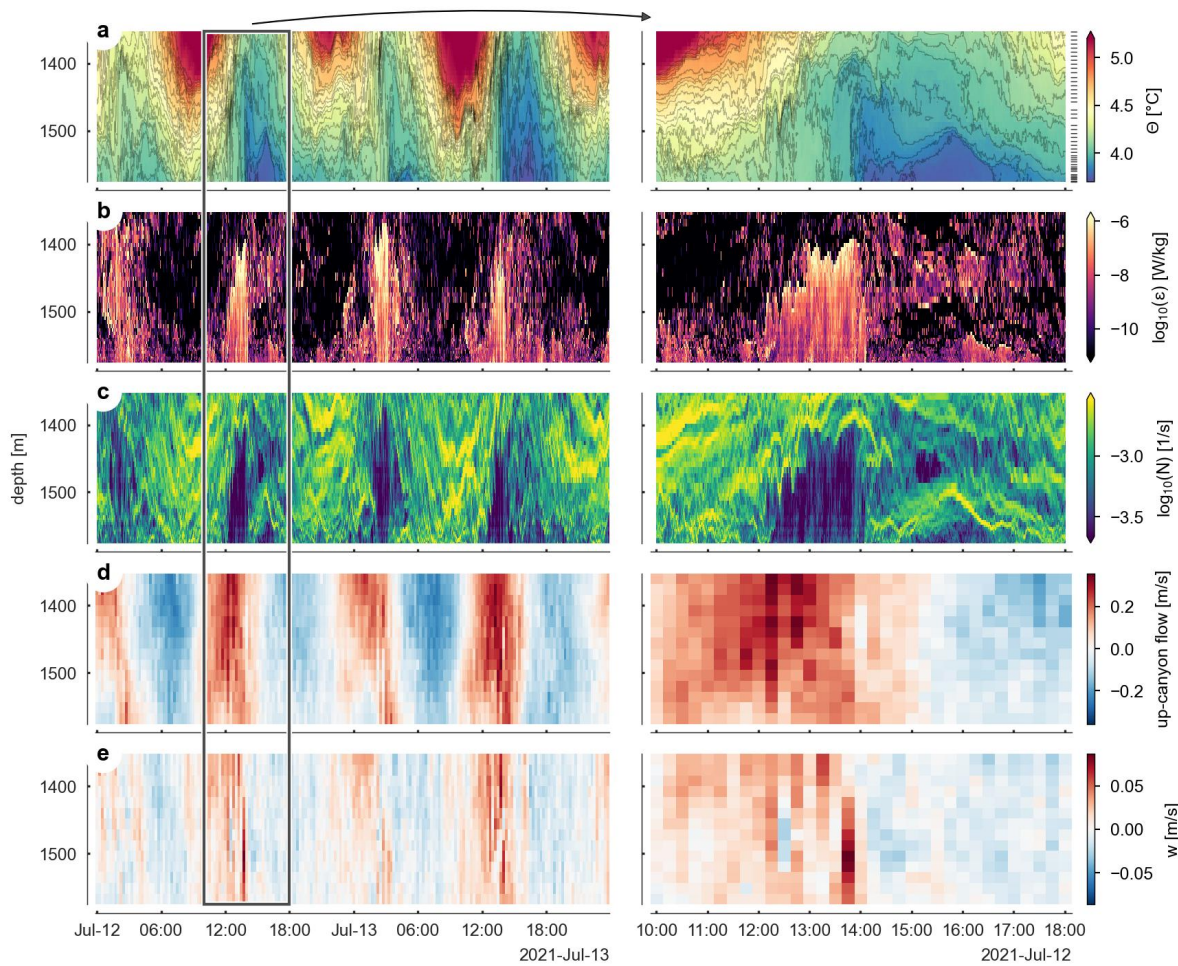 a
1400
1500
5.0
4.5
4.0
Θ [°C]
b
1400
1500
−6
−8
−10
log10(ε) [W/kg]
c
1400
1500
depth [m]
−3.0
−3.5
log10(N) [1/s]
d
1400
1500
0.2
0.0
−0.2
up-canyon flow [m/s]
e
1400
1500
0.05
0.00
−0.05
w [m/s]
Jul-12 06:00 12:00 18:00 Jul-13 06:00 12:00 18:00
2021-Jul-13
10:00 11:00 12:00 13:00 14:00 15:00 16:00 17:00 18:00
2021-Jul-12